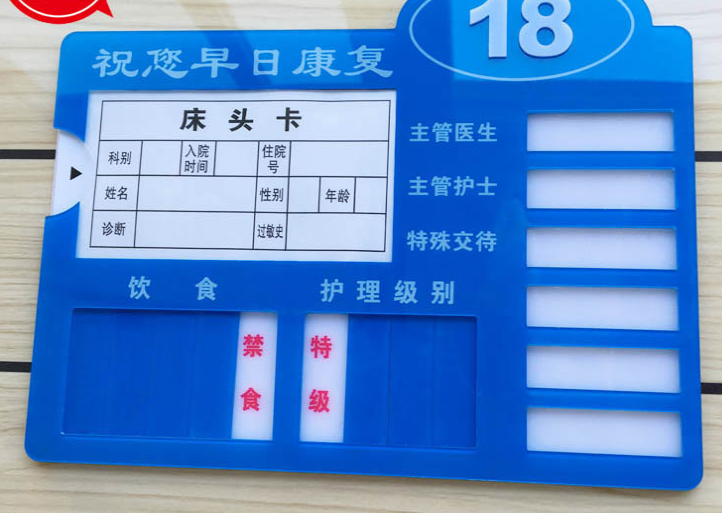 18
祝您早日康复
床头卡
科别 入院时间 住院号
姓名 性别 年龄
诊断 过敏史
主管医生
主管护士
特殊交待
饮食 护理级别
禁食 特级